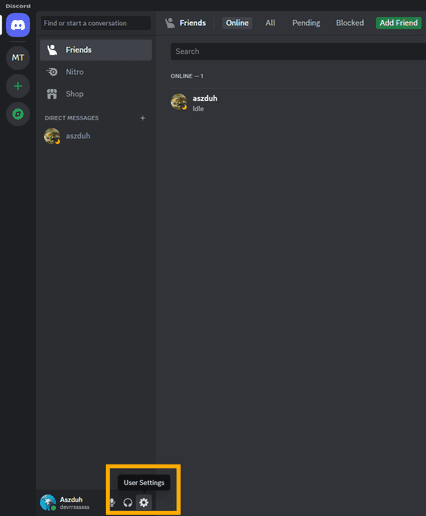 Discord
Find or start a conversation
Friends
Online
All
Pending
Blocked
Add Friend
MT
Friends
Nitro
Shop
DIRECT MESSAGES
aszduh
Search
ONLINE — 1
aszduh
Idle
User Settings
Aszduh